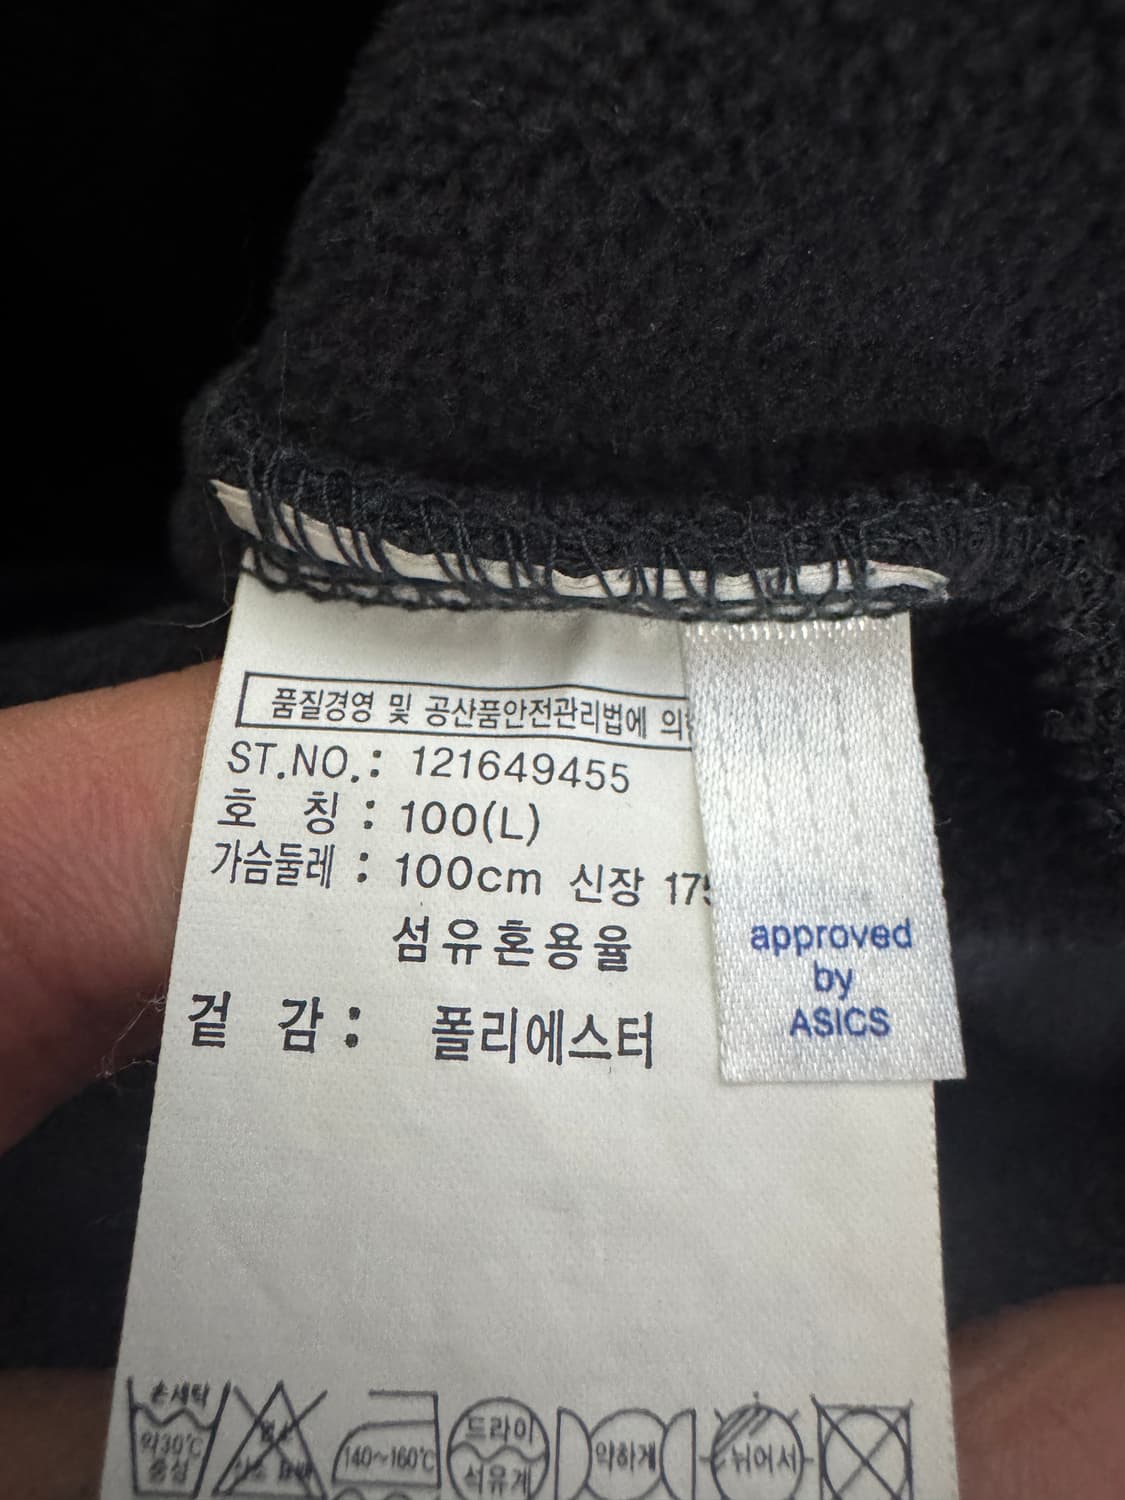 품질경영 및 공산품안전관리법에
ST.NO.: 121649455
호 칭 : 100(L)
가슴둘레 : 100cm 신장
섬유혼용율
겉 감 : 폴리에스터
approved
by
ASICS
손세탁
약30℃
중성
140~160℃
드라이
석유계
약하게
뉘어서